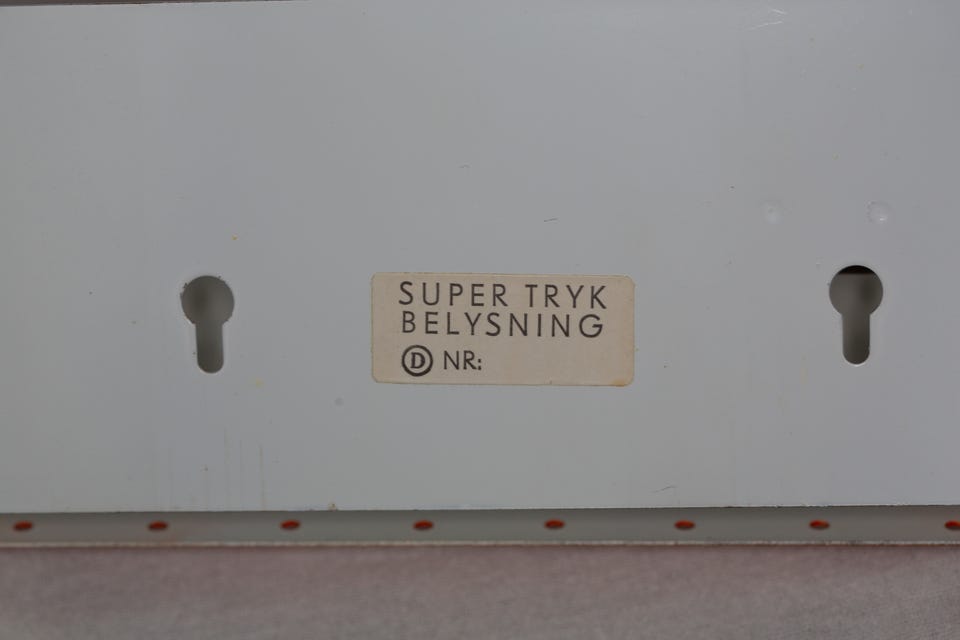 SUPER TRYK
BELYSNING
D NR: